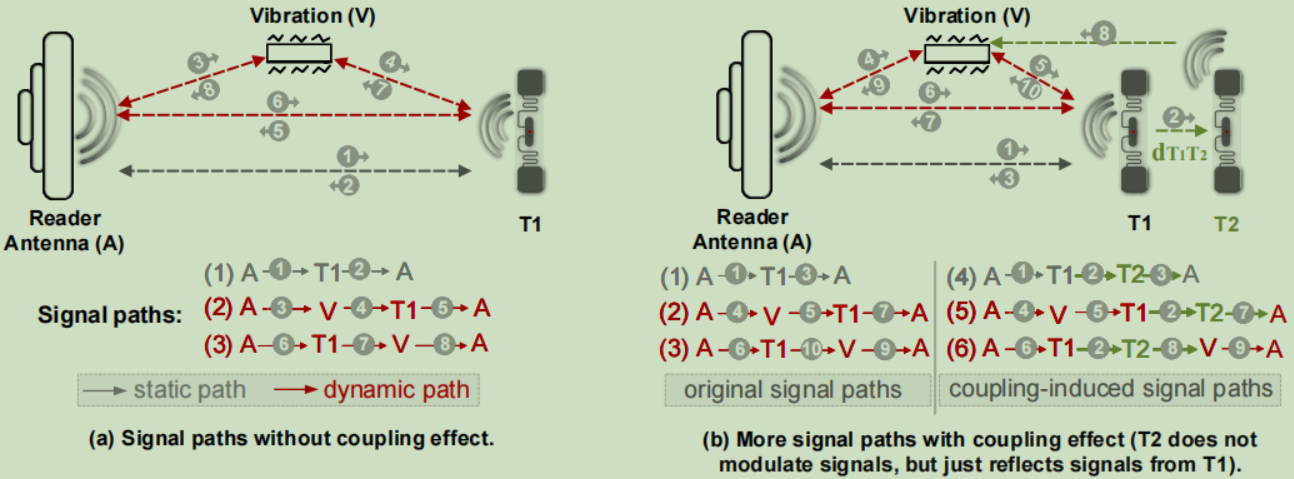 Vibration (V)
3 4
8 7
6
5
1
2
Reader
Antenna (A)
T1
(1) A 1 T1 2 A
Signal paths: (2) A 3 V 4 T1 5 A
(3) A 6 T1 7 V 8 A
static path dynamic path
(a) Signal paths without coupling effect.
Vibration (V)
8
4 5
9 10
6
7
2
dT1T2
1
3
Reader
Antenna (A)
T1 T2
(1) A 1 T1 3 A
(2) A 4 V 5 T1 7 A
(3) A 6 T1 10 V 9 A
original signal paths
(4) A 1 T1 2 T2 3 A
(5) A 4 V 5 T1 2 T2 7 A
(6) A 6 T1 2 T2 8 V 9 A
coupling-induced signal paths
(b) More signal paths with coupling effect (T2 does not
modulate signals, but just reflects signals from T1).